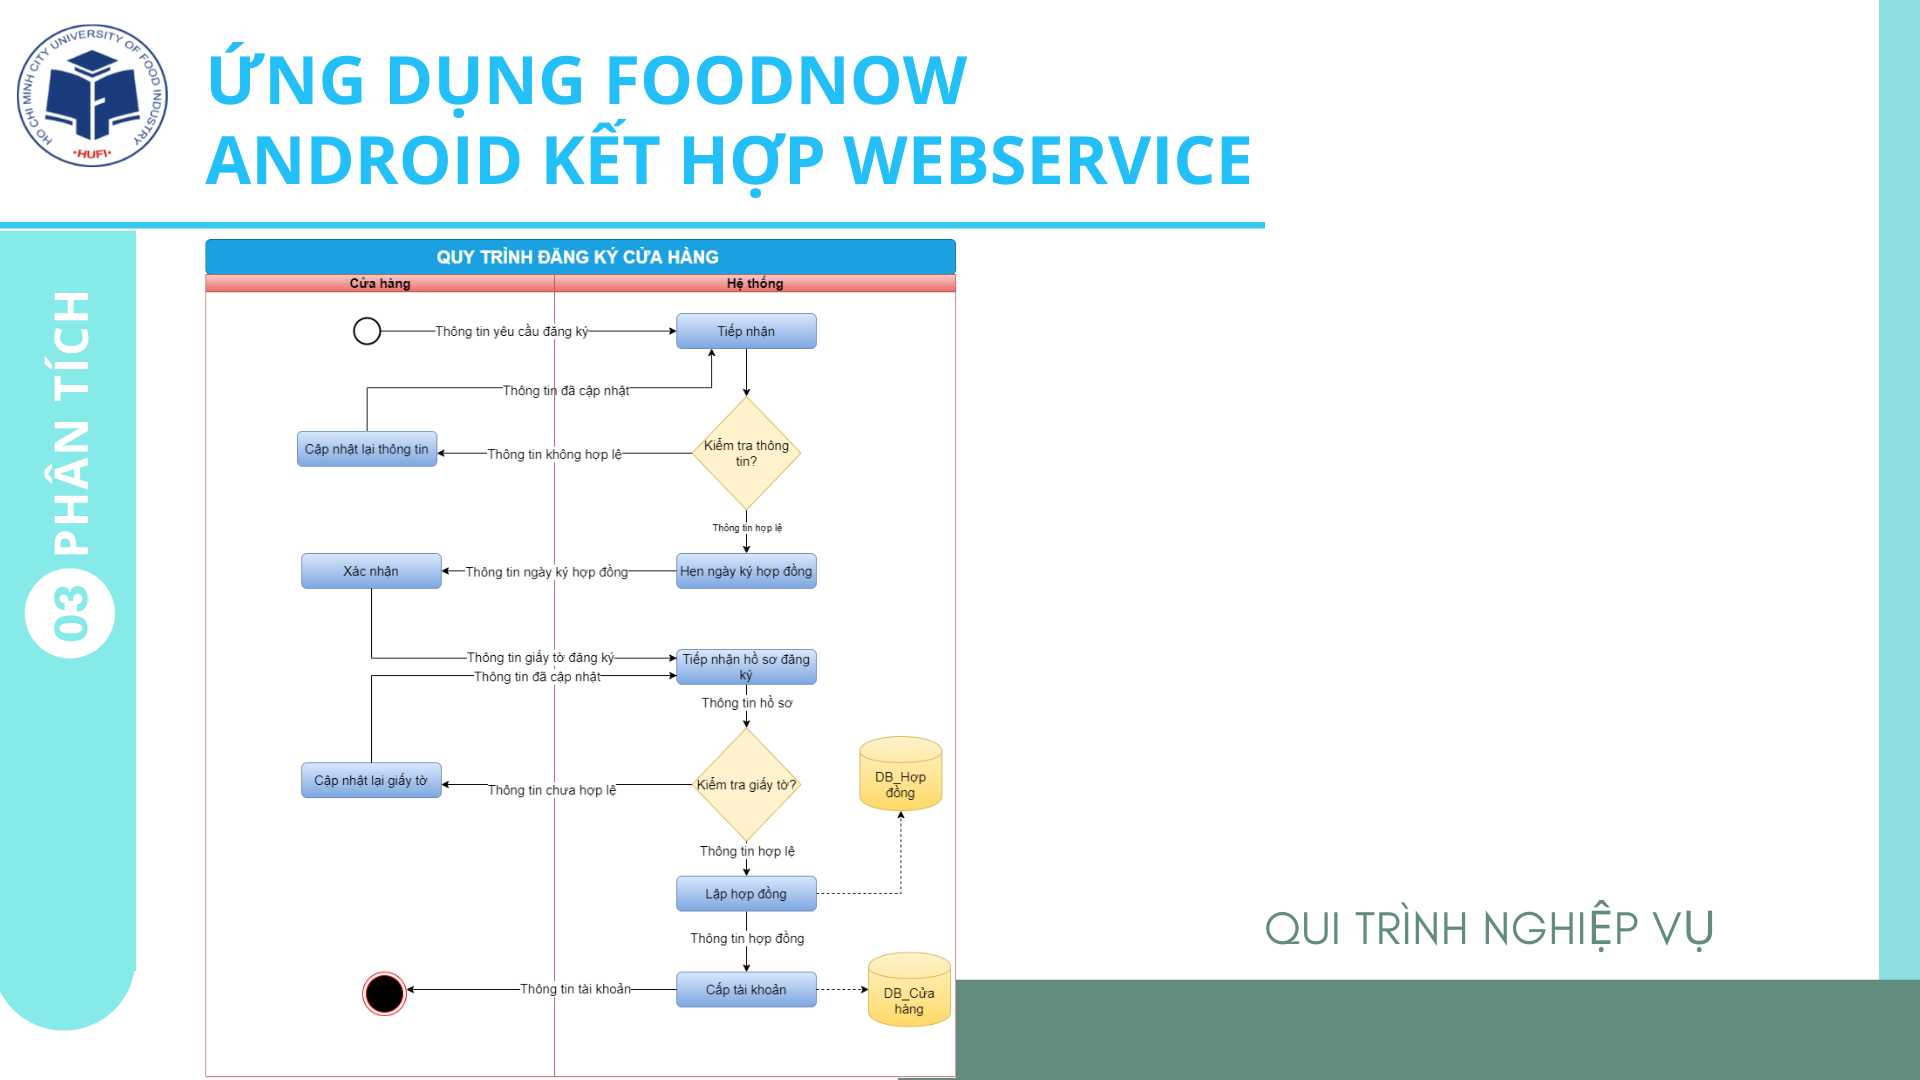 HO CHI MINH CITY UNIVERSITY OF FOOD INDUSTRY
•HUFI•
ỨNG DỤNG FOODNOW
ANDROID KẾT HỢP WEBSERVICE
03 PHÂN TÍCH
QUY TRÌNH ĐĂNG KÝ CỬA HÀNG
Cửa hàng
Hệ thống
Thông tin yêu cầu đăng ký
Tiếp nhận
Thông tin đã cập nhật
Cập nhật lại thông tin
Thông tin không hợp lệ
Kiểm tra thông
tin?
Thông tin hợp lệ
Xác nhận
Thông tin ngày ký hợp đồng
Hẹn ngày ký hợp đồng
Thông tin giấy tờ đăng ký
Thông tin đã cập nhật
Tiếp nhận hồ sơ đăng
ký
Thông tin hồ sơ
Cập nhật lại giấy tờ
Thông tin chưa hợp lệ
Kiểm tra giấy tờ?
DB_Hợp
đồng
Thông tin hợp lệ
Lập hợp đồng
Thông tin hợp đồng
Thông tin tài khoản
Cấp tài khoản
DB_Cửa
hàng
QUI TRÌNH NGHIỆP VỤ